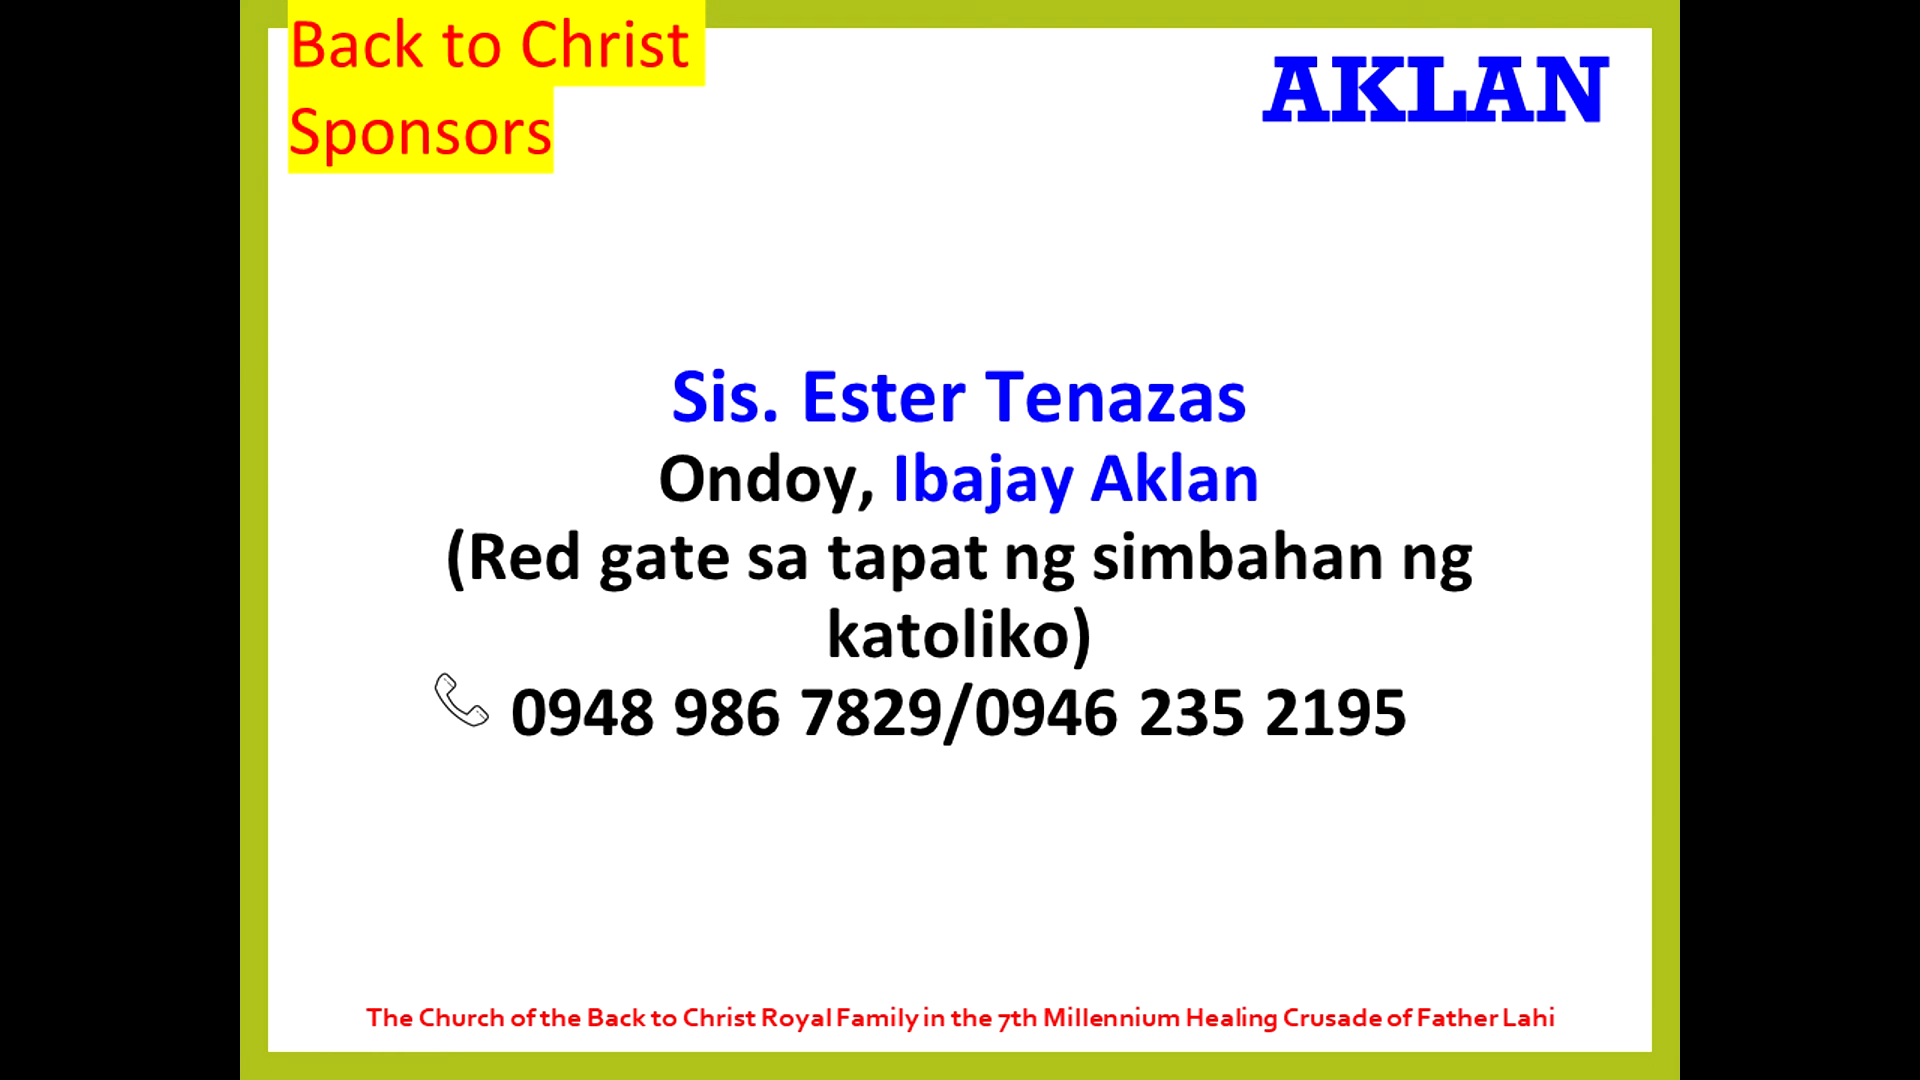 Back to Christ
Sponsors
AKLAN
Sis. Ester Tenazas
Ondoy, Ibajay Aklan
(Red gate sa tapat ng simbahan ng
katoliko)
0948 986 7829/0946 235 2195
The Church of the Back to Christ Royal Family in the 7th Millennium Healing Crusade of Father Lahi